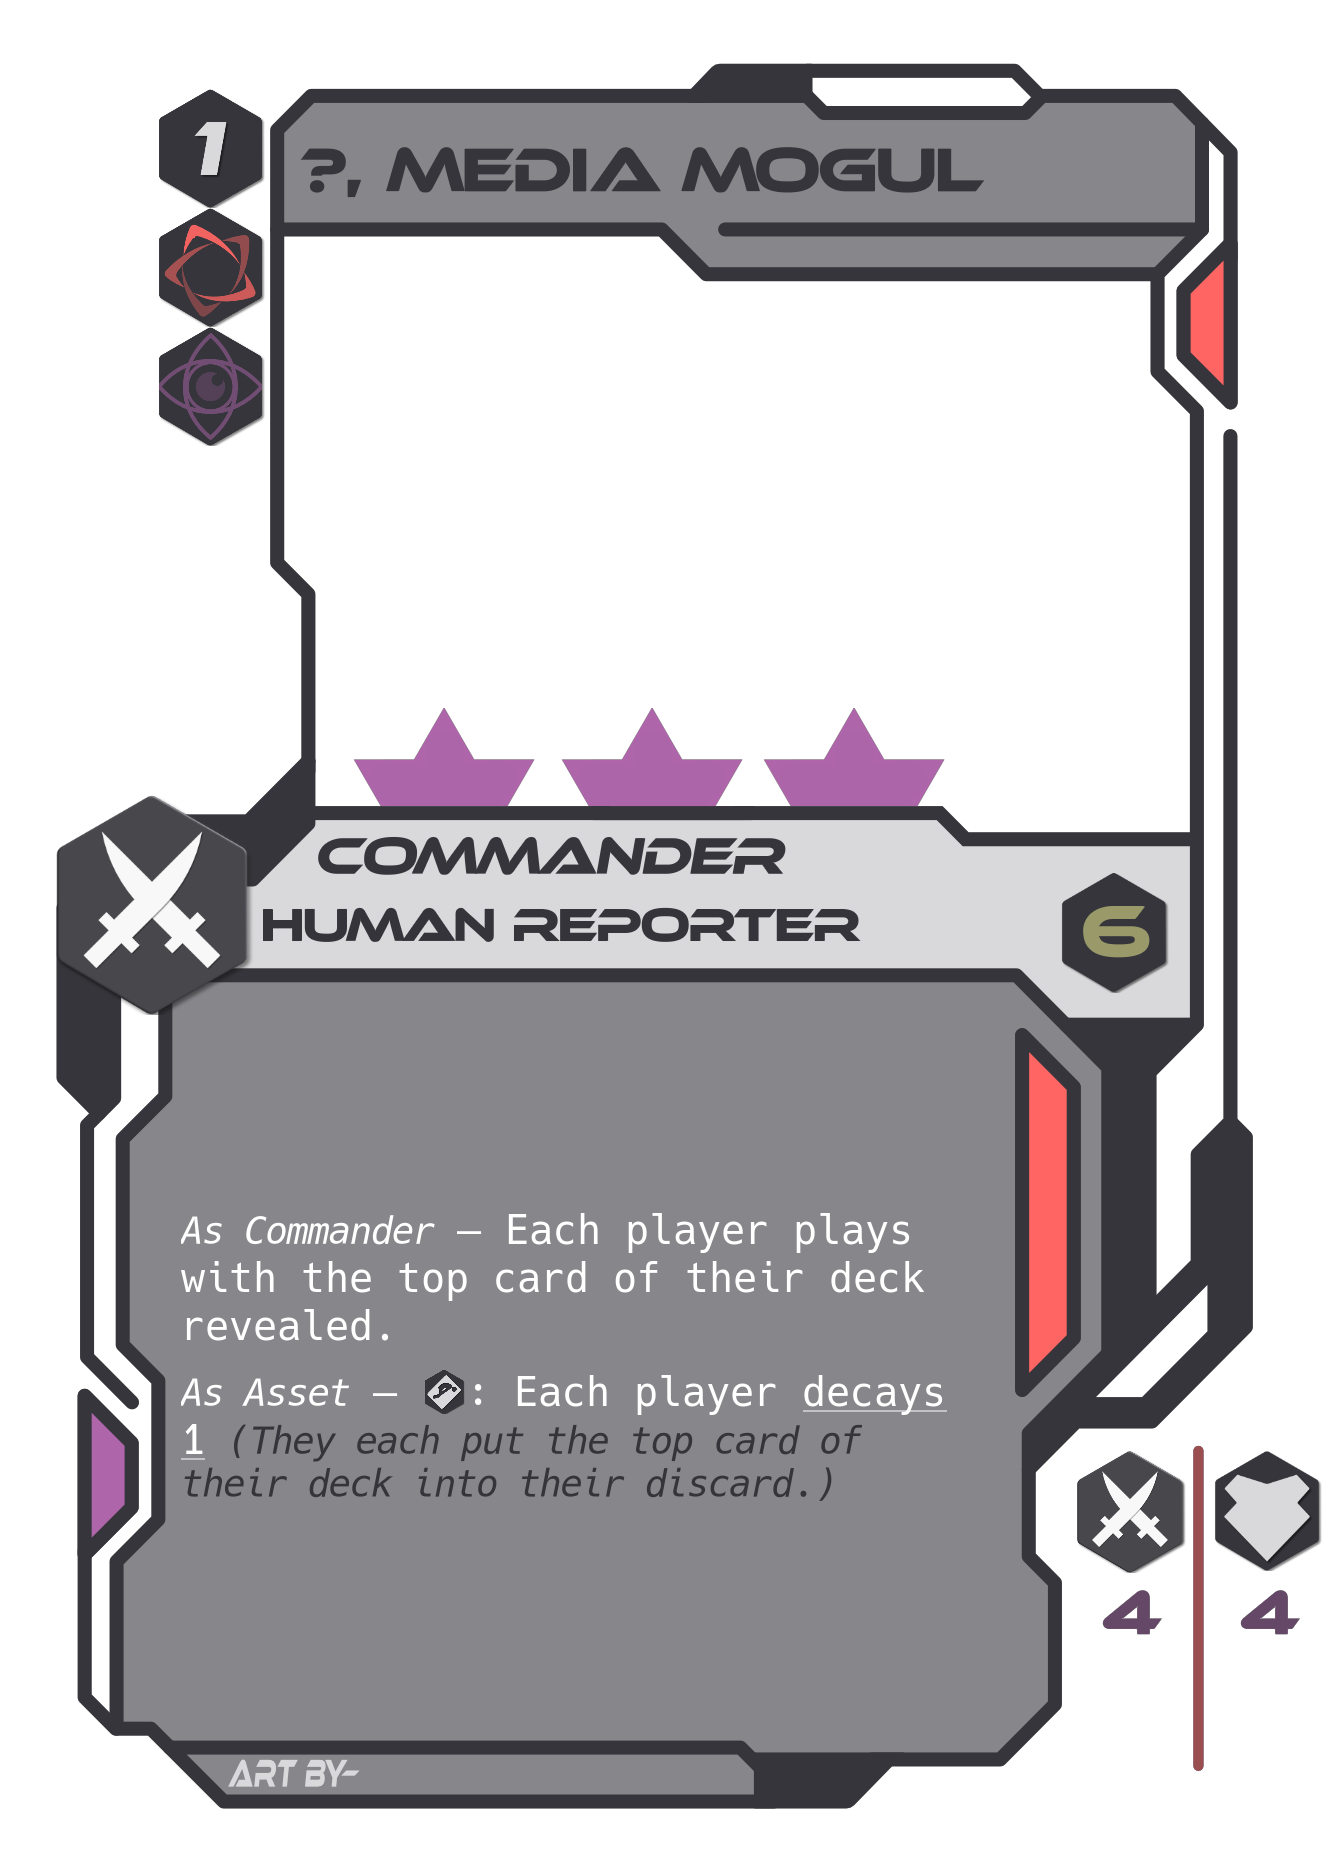 1
?, MEDIA MOGUL
COMMANDER
HUMAN REPORTER
6
As Commander – Each player plays
with the top card of their deck
revealed.
As Asset – : Each player decays
1 (They each put the top card of
their deck into their discard.)
4 4
ART BY-